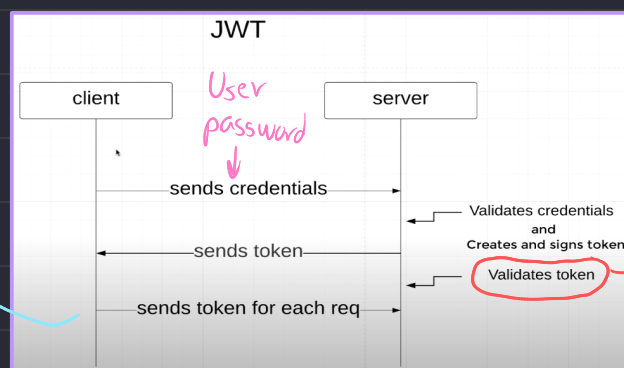 JWT
client
server
User
password
sends credentials
Validates credentials
and
Creates and signs token
sends token
Validates token
sends token for each req